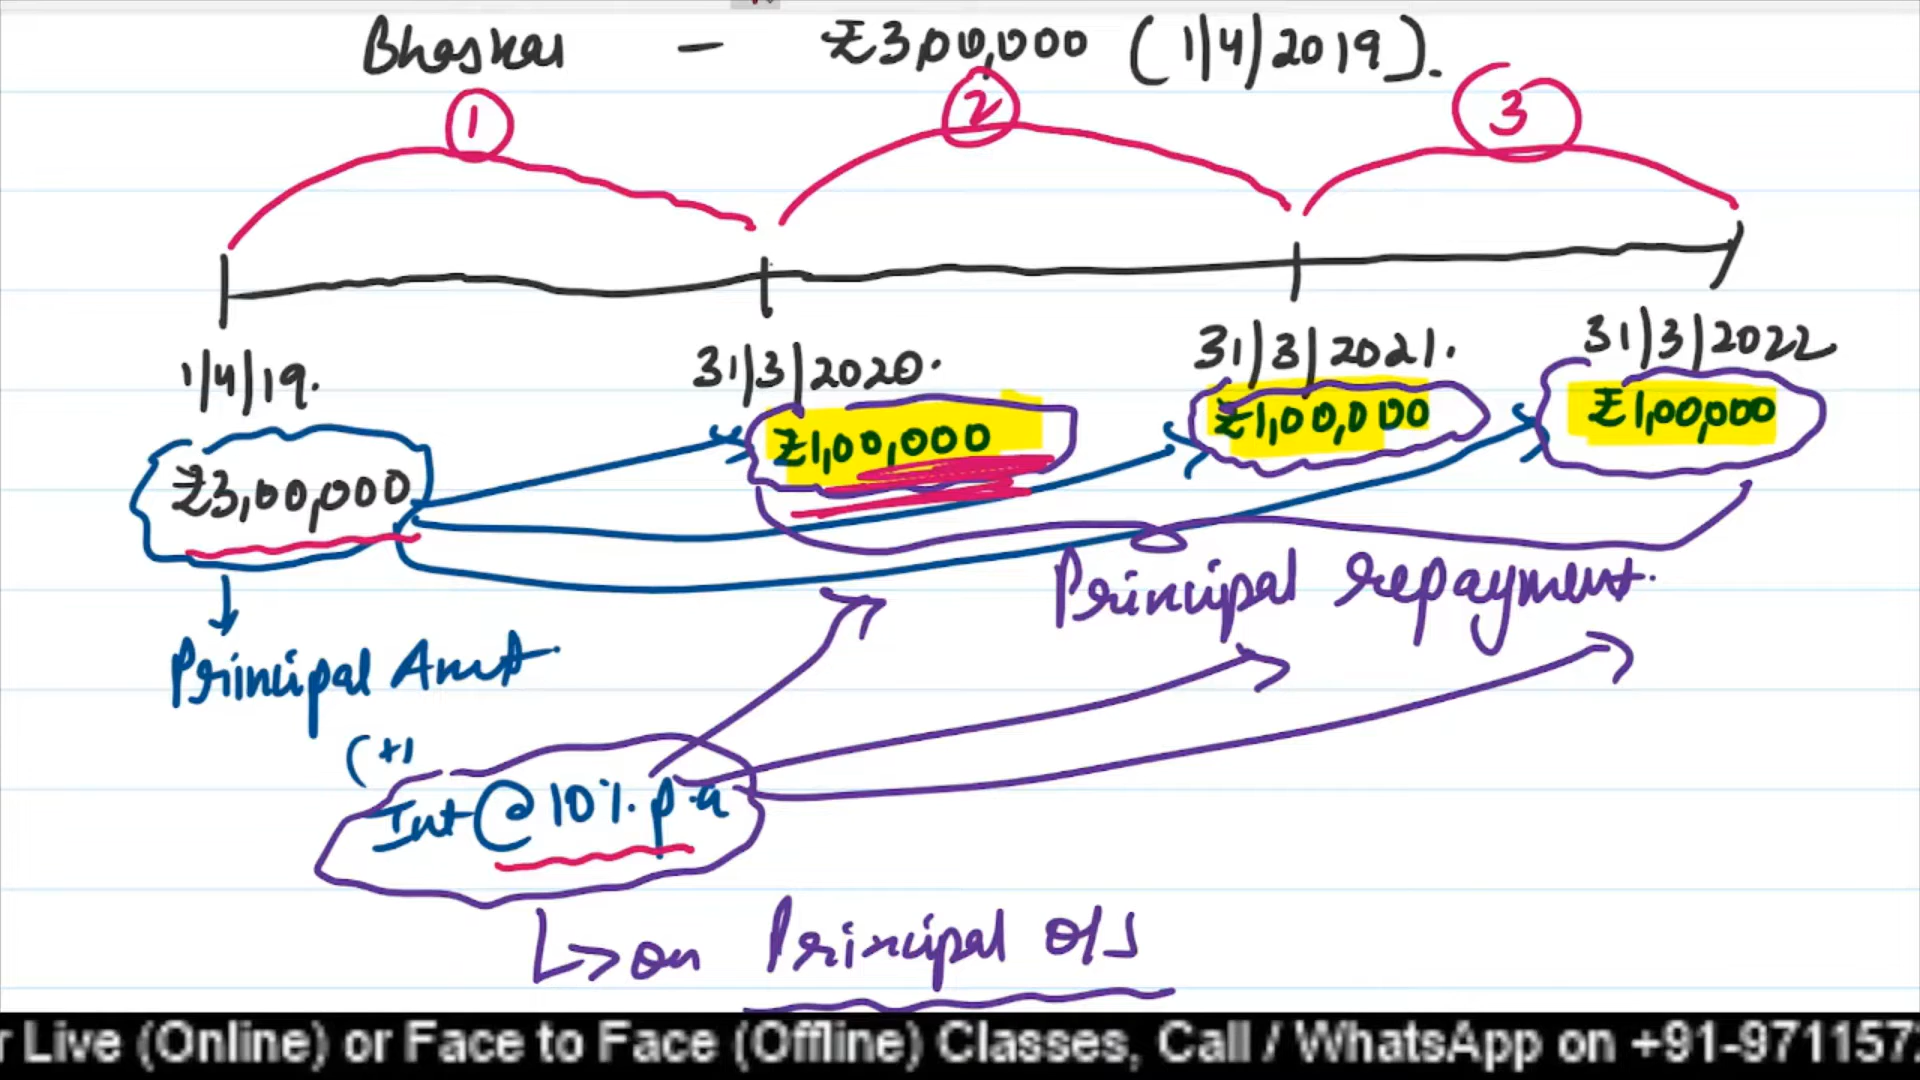 Bhaskar - ₹3,00,000 (1/4/2019).
1 2 3
1/4/19. 31/3/2020. 31/3/2021. 31/3/2022
₹3,00,000 ₹1,00,000 ₹1,00,000 ₹1,00,000
Principal repayment.
Principal Amt
(+)
Int @ 10% p.a
on Principal O/S
r Live (Online) or Face to Face (Offline) Classes, Call / WhatsApp on +91-971157